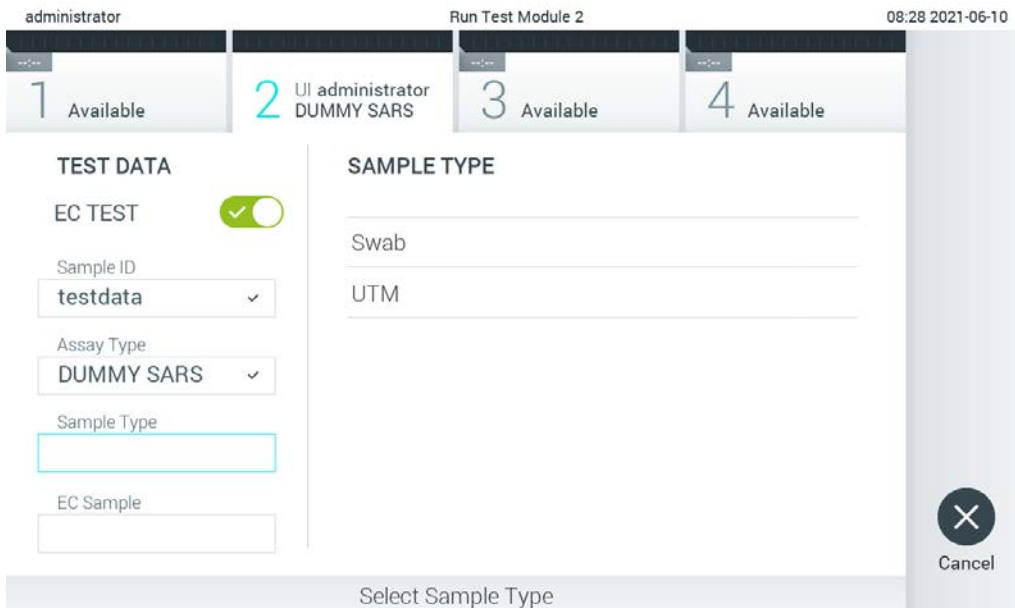 administrator Run Test Module 2 08:28 2021-06-10
--:-- --:-- --:--
1 Available 2 UI administrator 3 Available 4 Available
DUMMY SARS
TEST DATA
EC TEST
Sample ID
testdata
Assay Type
DUMMY SARS
Sample Type
EC Sample
SAMPLE TYPE
Swab
UTM
Cancel
Select Sample Type